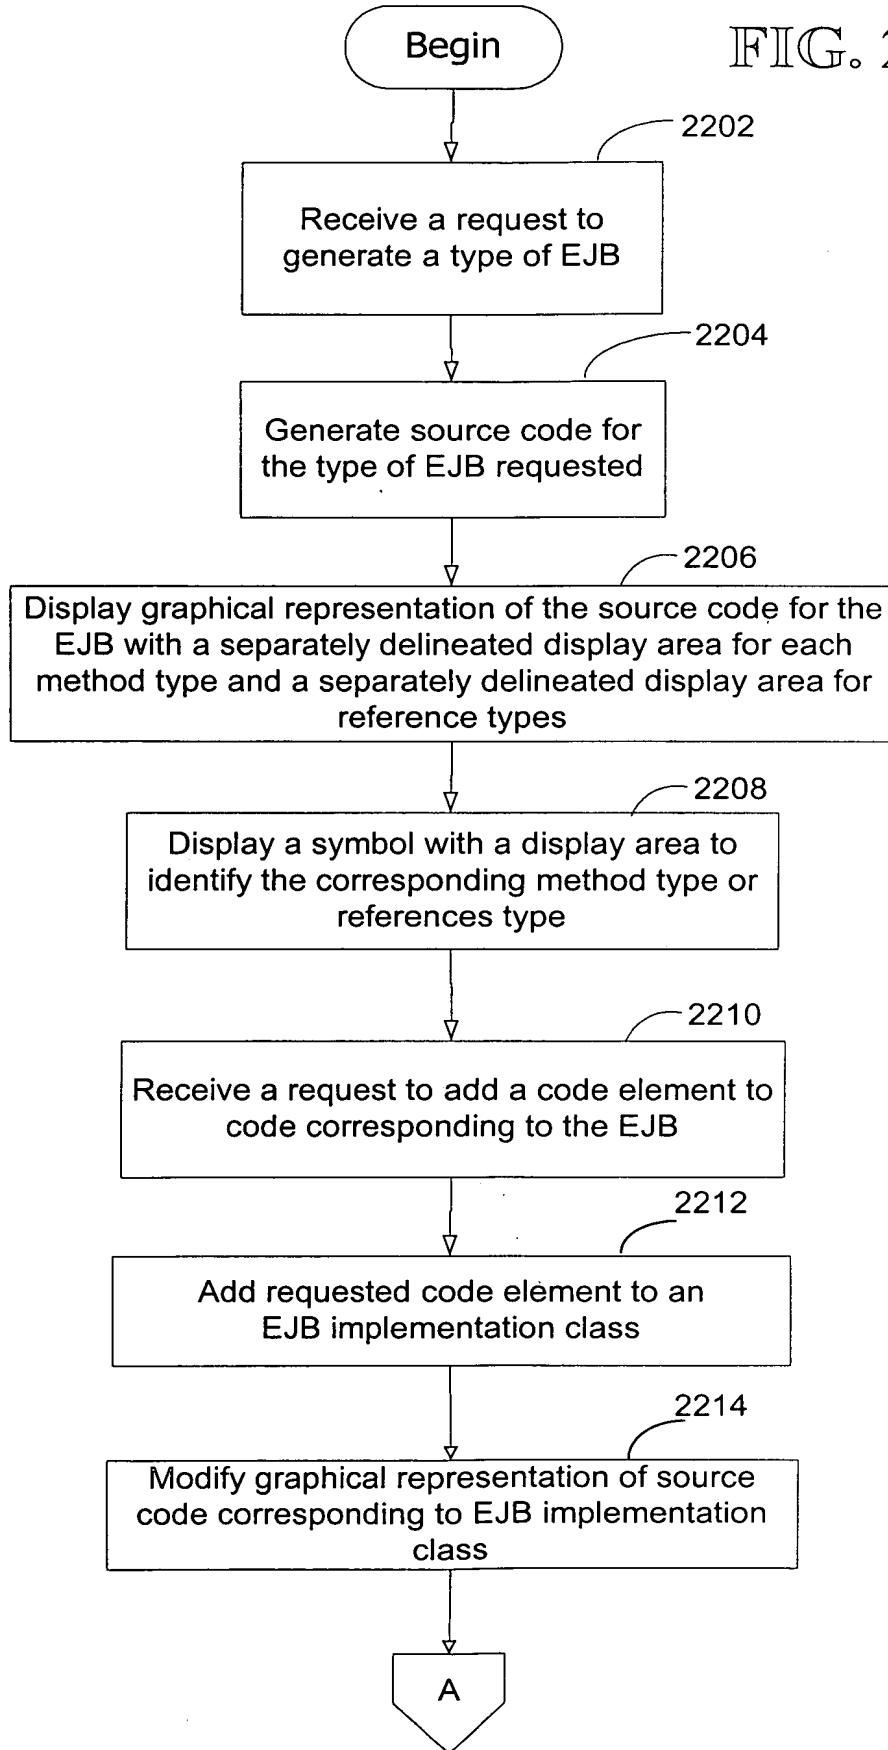 Begin
FIG. 2
2202
Receive a request to
generate a type of EJB
2204
Generate source code for
the type of EJB requested
2206
Display graphical representation of the source code for the
EJB with a separately delineated display area for each
method type and a separately delineated display area for
reference types
2208
Display a symbol with a display area to
identify the corresponding method type or
references type
2210
Receive a request to add a code element to
code corresponding to the EJB
2212
Add requested code element to an
EJB implementation class
2214
Modify graphical representation of source
code corresponding to EJB implementation
class
A